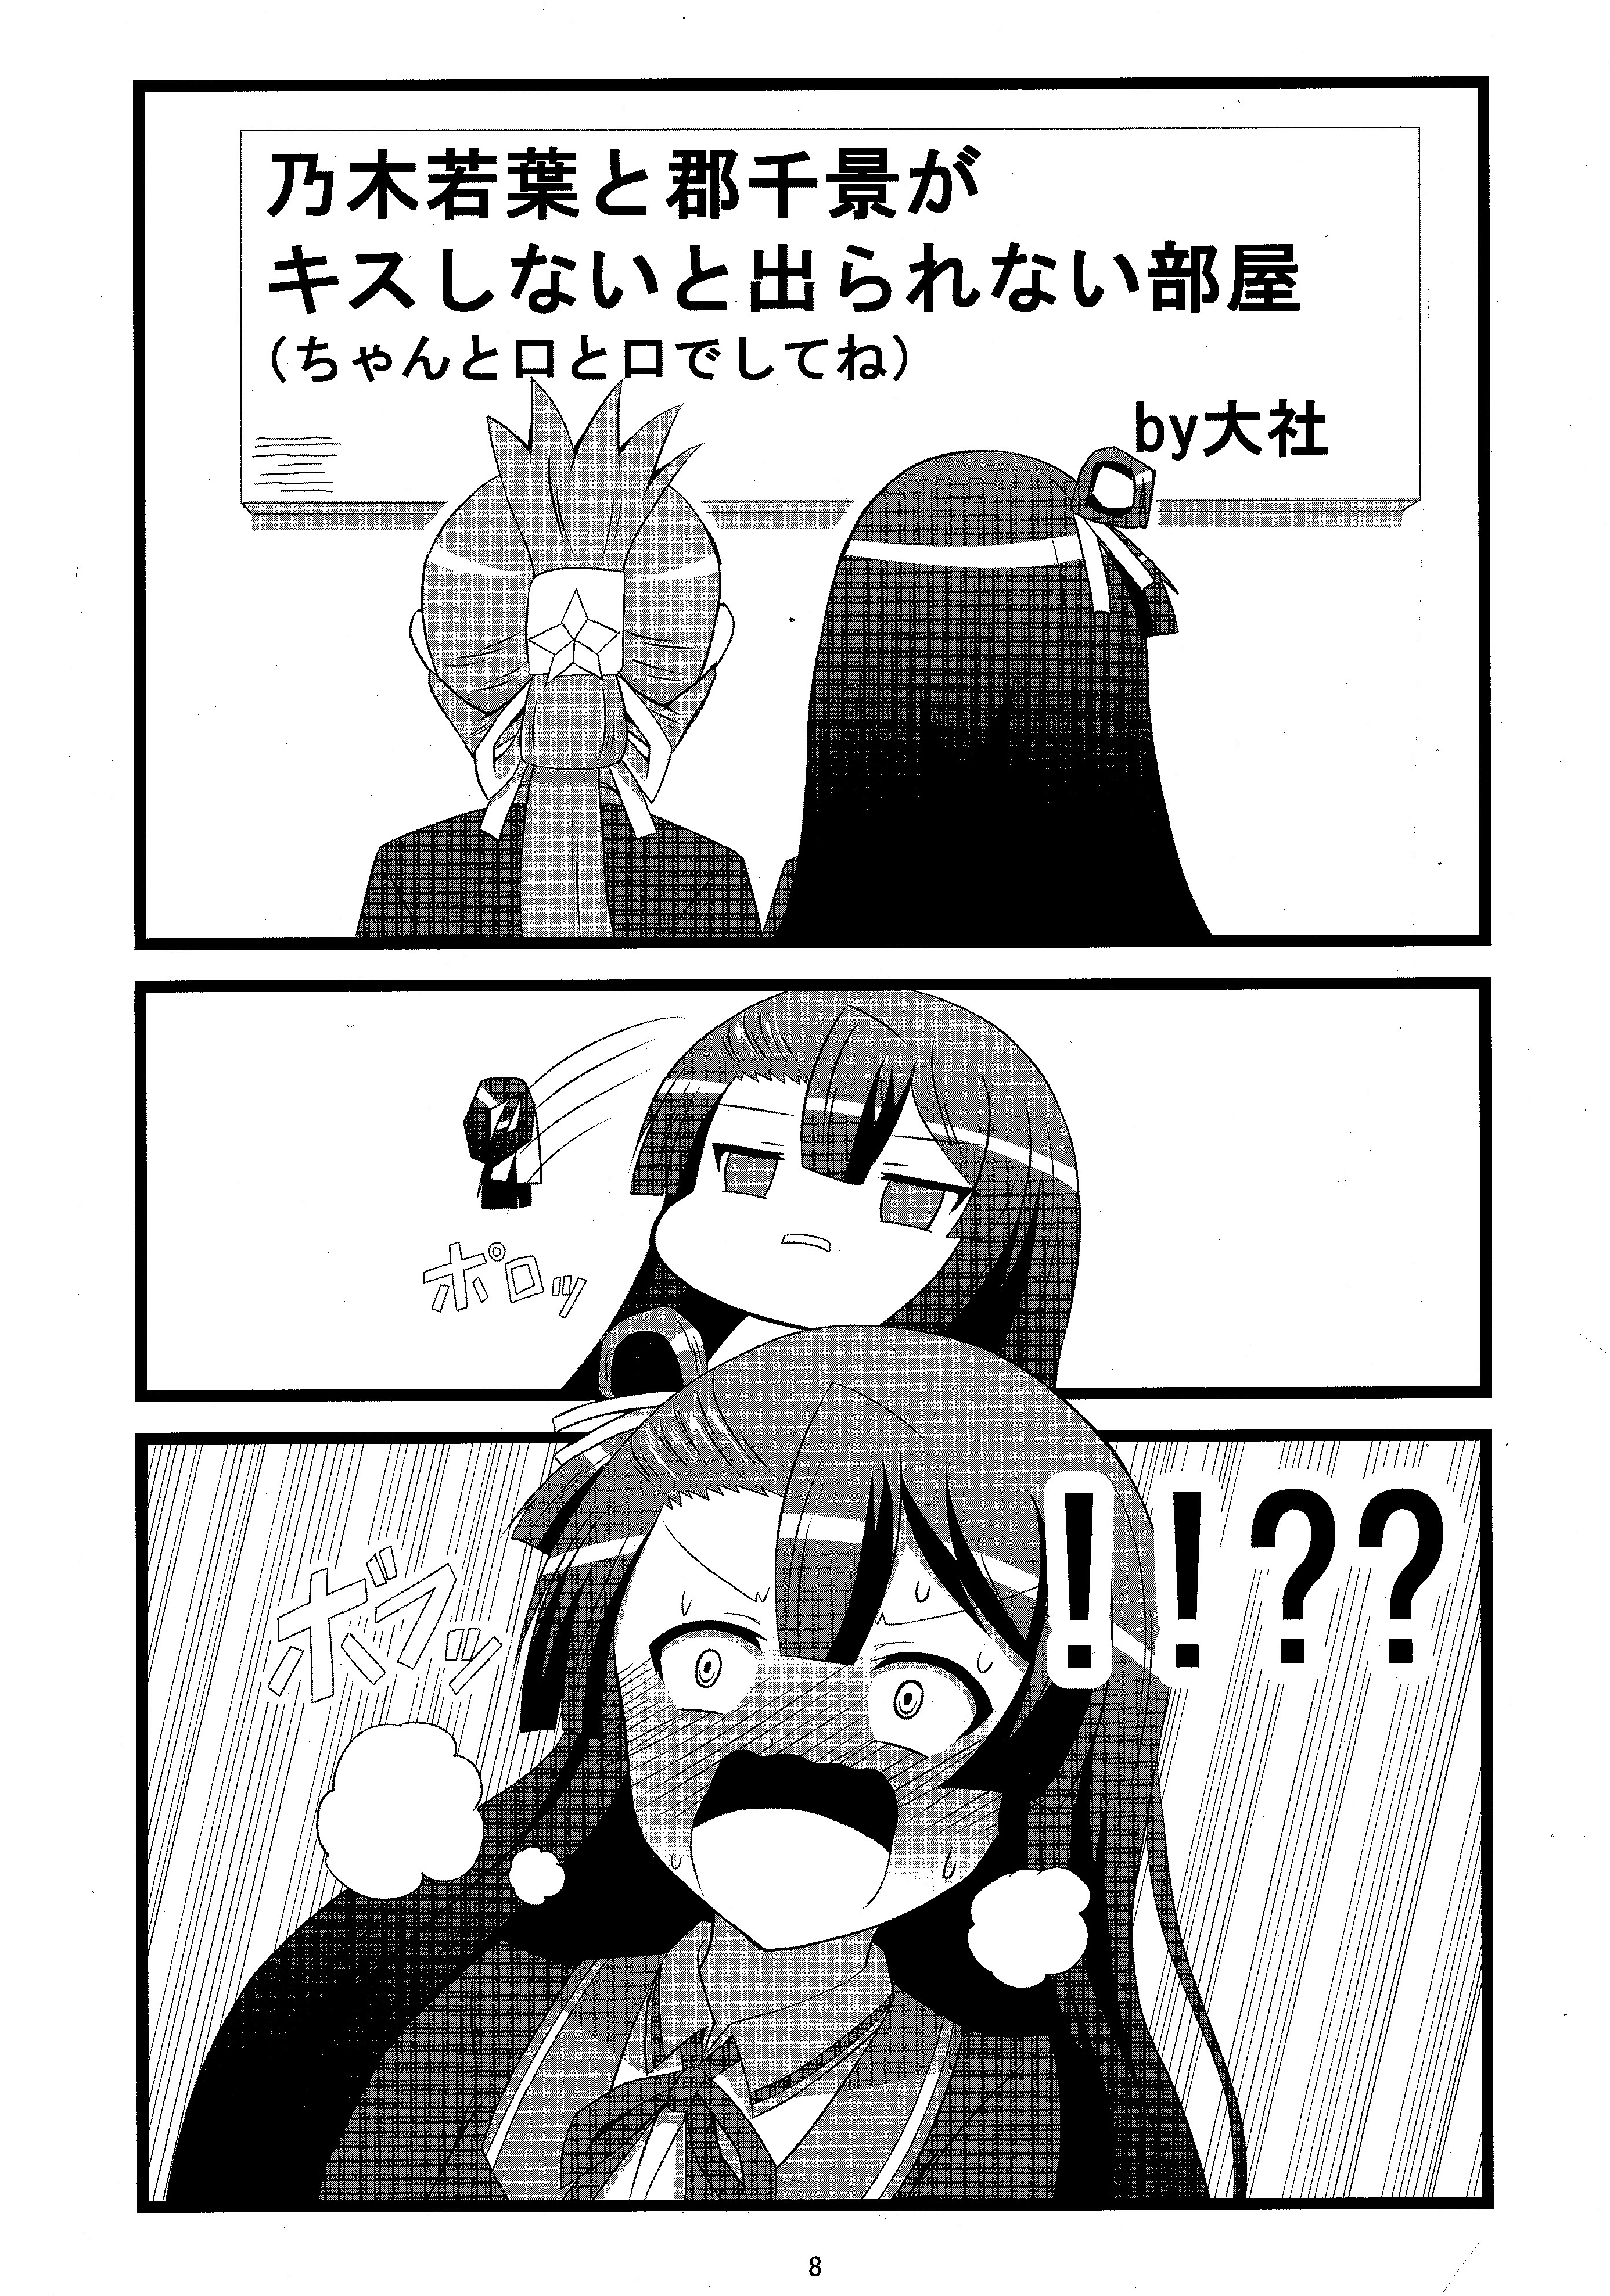 乃木若葉と郡千景が
キスしないと出られない部屋
（ちゃんと口と口でしてね）
by大社
ポロッ
!!??
ボフッ
8